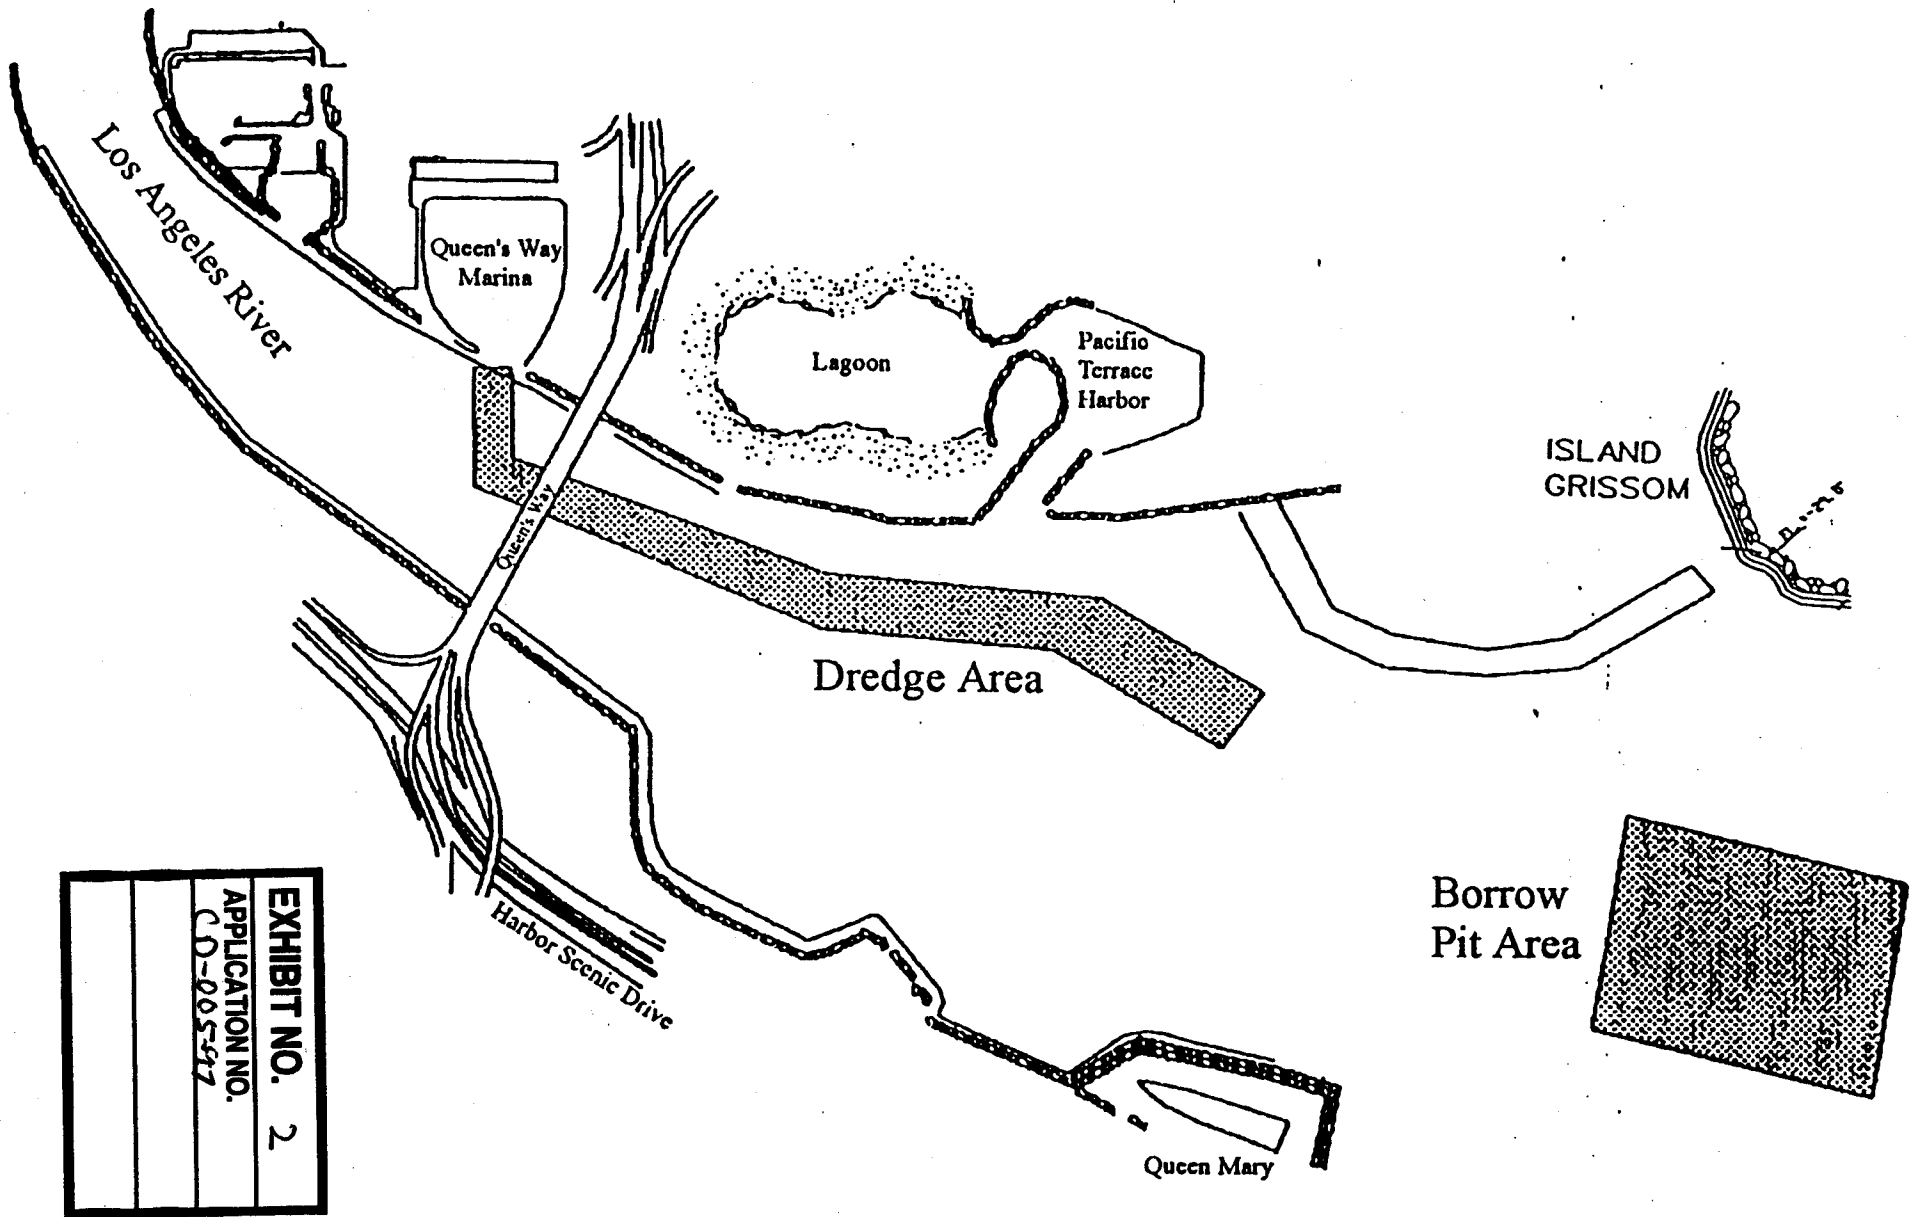 Los Angeles River
Queen's Way
Marina
Lagoon
Pacific
Terrace
Harbor
ISLAND
GRISSOM
Queen's Way
Dredge Area
Borrow
Pit Area
Harbor Scenic Drive
Queen Mary
EXHIBIT NO. 2
APPLICATION NO.